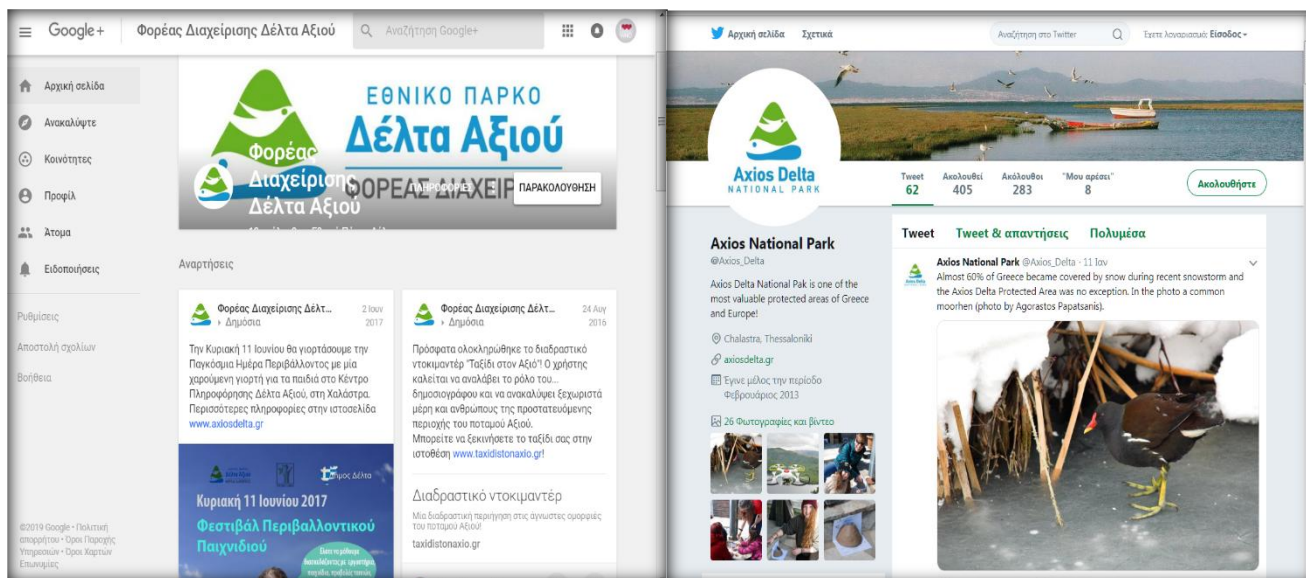 Google+
Φορέας Διαχείρισης Δέλτα Αξιού
Αναζήτηση Google+
Αρχική σελίδα
Ανακαλύψτε
Κοινότητες
Προφίλ
Άτομα
Ειδοποιήσεις
Ρυθμίσεις
Αποστολή σχολίων
Βοήθεια
©2019 Google • Πολιτική
απορρήτου • Όροι Παροχής
Υπηρεσιών • Όροι Χαρτών
Επωνυμίες
ΕΘΝΙΚΟ ΠΑΡΚΟ
Δέλτα Αξιού
ΦΟΡΕΑΣ ΔΙΑΧΕΙΡ
Φορέας
Διαχείρισης
Δέλτα Αξιού
ΠΛΗΡΟΦΟΡΙΕΣ
ΠΑΡΑΚΟΛΟΥΘΗΣΗ
Αναρτήσεις
Φορέας Διαχείρισης Δέλτ...
2 Ιουν
Δημόσια
2017
Την Κυριακή 11 Ιουνίου θα γιορτάσουμε την
Παγκόσμια Ημέρα Περιβάλλοντος με μία
χαρούμενη γιορτή για τα παιδιά στο Κέντρο
Πληροφόρησης Δέλτα Αξιού, στη Χαλάστρα.
Περισσότερες πληροφορίες στην ιστοσελίδα
www.axiosdelta.gr
Δήμος Δέλτα
Κυριακή 11 Ιουνίου 2017
Φεστιβάλ Περιβαλλοντικού
Παιχνιδιού
Φορέας Διαχείρισης Δέλτ...
24 Αυγ
Δημόσια
2016
Πρόσφατα ολοκληρώθηκε το διαδραστικό
ντοκιμαντέρ "Ταξίδι στον Αξιό"! Ο χρήστης
καλείται να αναλάβει το ρόλο του...
δημοσιογράφου και να ανακαλύψει ξεχωριστά
μέρη και ανθρώπους της προστατευόμενης
περιοχής του ποταμού Αξιού.
Μπορείτε να ξεκινήσετε το ταξίδι σας στην
ιστοθέση www.taxidistonaxio.gr!
Διαδραστικό ντοκιμαντέρ
Μία διαδραστική περιήγηση στις άγνωστες ομορφιές
του ποταμού Αξιού!
taxidistonaxio.gr
Αρχική σελίδα
Σχετικά
Αναζήτηση στο Twitter
Έχετε λογαριασμό; Είσοδος
Axios Delta
NATIONAL PARK
Tweet
62
Ακολουθεί
405
Ακόλουθοι
283
"Μου αρέσει"
8
Ακολουθήστε
Axios National Park
@Axios_Delta
Axios Delta National Pak is one of the
most valuable protected areas of Greece
and Europe!
Chalastra, Thessaloniki
axiosdelta.gr
Έγινε μέλος την περίοδο
Φεβρουάριος 2013
26 Φωτογραφίες και βίντεο
Tweet
Tweet & απαντήσεις
Πολυμέσα
Axios National Park @Axios_Delta · 11 Ιαν
Almost 60% of Greece became covered by snow during recent snowstorm and
the Axios Delta Protected Area was no exception. In the photo a common
moorhen (photo by Agorastos Papatsanis).